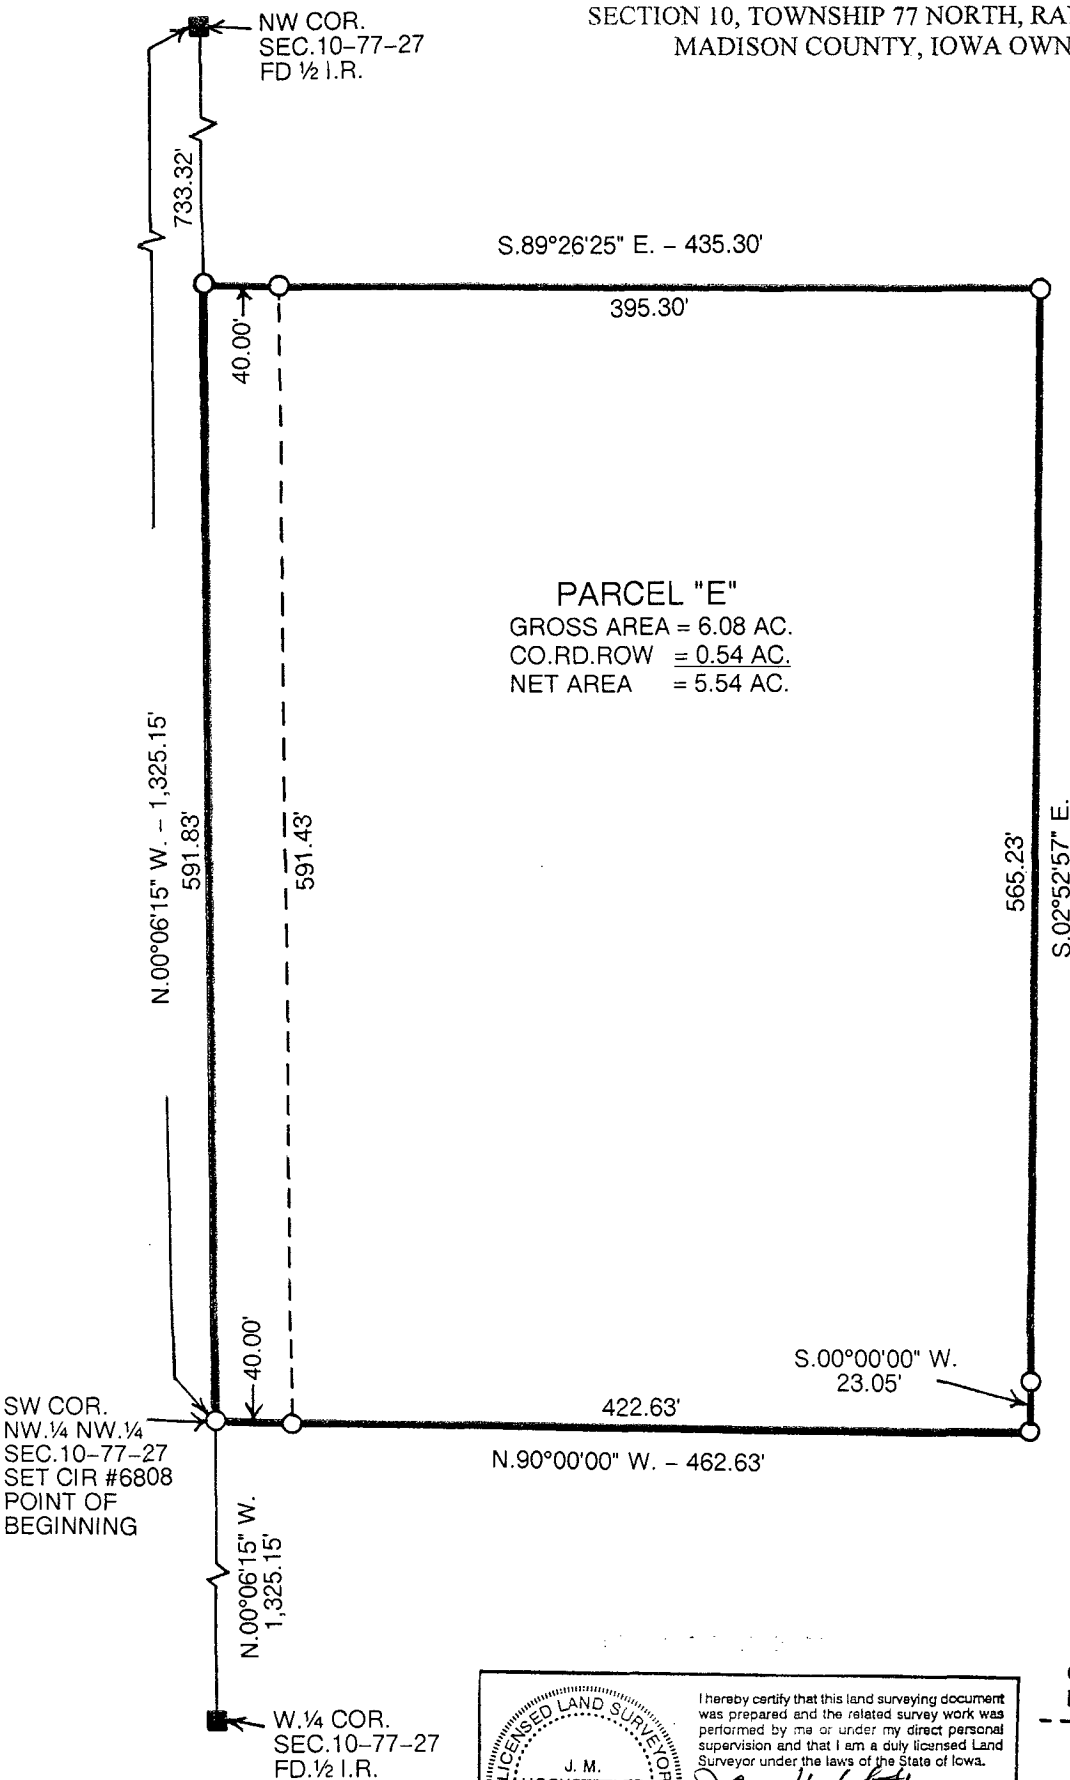 SECTION 10, TOWNSHIP 77 NORTH,
MADISON COUNTY, IOWA
NW COR.
SEC.10–77–27
FD ½ I.R.
733.32'
S.89°26'25" E. – 435.30'
395.30'
40.00'
PARCEL "E"
GROSS AREA = 6.08 AC.
CO.RD.ROW = 0.54 AC.
NET AREA = 5.54 AC.
N.00°06'15" W. – 1,325.15'
591.83'
591.43'
565.23'
S.02°52'57" E.
40.00'
S.00°00'00" W.
23.05'
422.63'
N.90°00'00" W. – 462.63'
SW COR.
NW.¼ NW.¼
SEC.10–77–27
SET CIR #6808
POINT OF
BEGINNING
N.00°06'15" W.
1,325.15'
W.¼ COR.
SEC.10–77–27
FD.½ I.R.
LICENSED LAND SURVEYOR
J. M.
I hereby certify that this land surveying document
was prepared and the related survey work was
performed by me or under my direct personal
supervision and that I am a duly licensed Land
Surveyor under the laws of the State of Iowa.